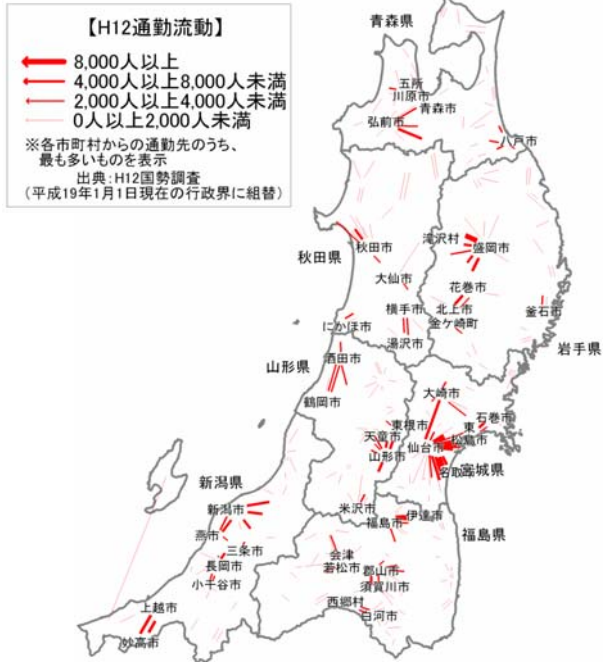 【H12通勤流動】
8,000人以上
4,000人以上8,000人未満
2,000人以上4,000人未満
0人以上2,000人未満
※各市町村からの通勤先のうち、
最も多いものを表示
出典:H12国勢調査
(平成19年1月1日現在の行政界に組替)
青森県
五所
川原市
青森市
弘前市
八戸市
秋田県
秋田市
大仙市
横手市
湯沢市
にかほ市
滝沢村
盛岡市
花巻市
北上市
金ケ崎町
釜石市
岩手県
山形県
酒田市
鶴岡市
東根市
天童市
山形市
米沢市
大崎市
石巻市
東
松島市
仙台市
名取
宮城県
新潟県
新潟市
燕市
三条市
長岡市
小千谷市
上越市
妙高市
福島県
伊達市
福島市
会津
若松市
郡山市
須賀川市
西郷村
白河市